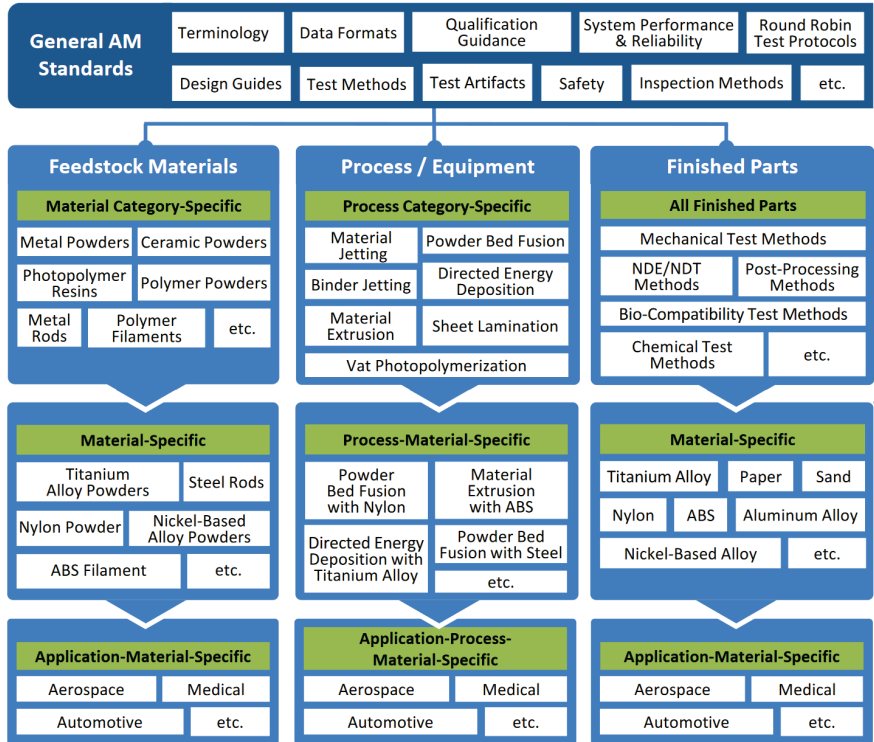 General AM
Standards
Terminology
Data Formats
Qualification
Guidance
System Performance
& Reliability
Round Robin
Test Protocols
Design Guides
Test Methods
Test Artifacts
Safety
Inspection Methods
etc.
Feedstock Materials
Material Category-Specific
Metal Powders
Ceramic Powders
Photopolymer
Resins
Polymer Powders
Metal
Rods
Polymer
Filaments
etc.
Material-Specific
Titanium
Alloy Powders
Steel Rods
Nylon Powder
Nickel-Based
Alloy Powders
ABS Filament
etc.
Application-Material-Specific
Aerospace
Medical
Automotive
etc.
Process / Equipment
Process Category-Specific
Material
Jetting
Powder Bed Fusion
Binder Jetting
Directed Energy
Deposition
Material
Extrusion
Sheet Lamination
Vat Photopolymerization
Process-Material-Specific
Powder
Bed Fusion
with Nylon
Material
Extrusion
with ABS
Directed Energy
Deposition with
Titanium Alloy
Powder Bed
Fusion with Steel
etc.
Application-Process-
Material-Specific
Aerospace
Medical
Automotive
etc.
Finished Parts
All Finished Parts
Mechanical Test Methods
NDE/NDT
Methods
Post-Processing
Methods
Bio-Compatibility Test Methods
Chemical Test
Methods
etc.
Material-Specific
Titanium Alloy
Paper
Sand
Nylon
ABS
Aluminum Alloy
Nickel-Based Alloy
etc.
Application-Material-Specific
Aerospace
Medical
Automotive
etc.